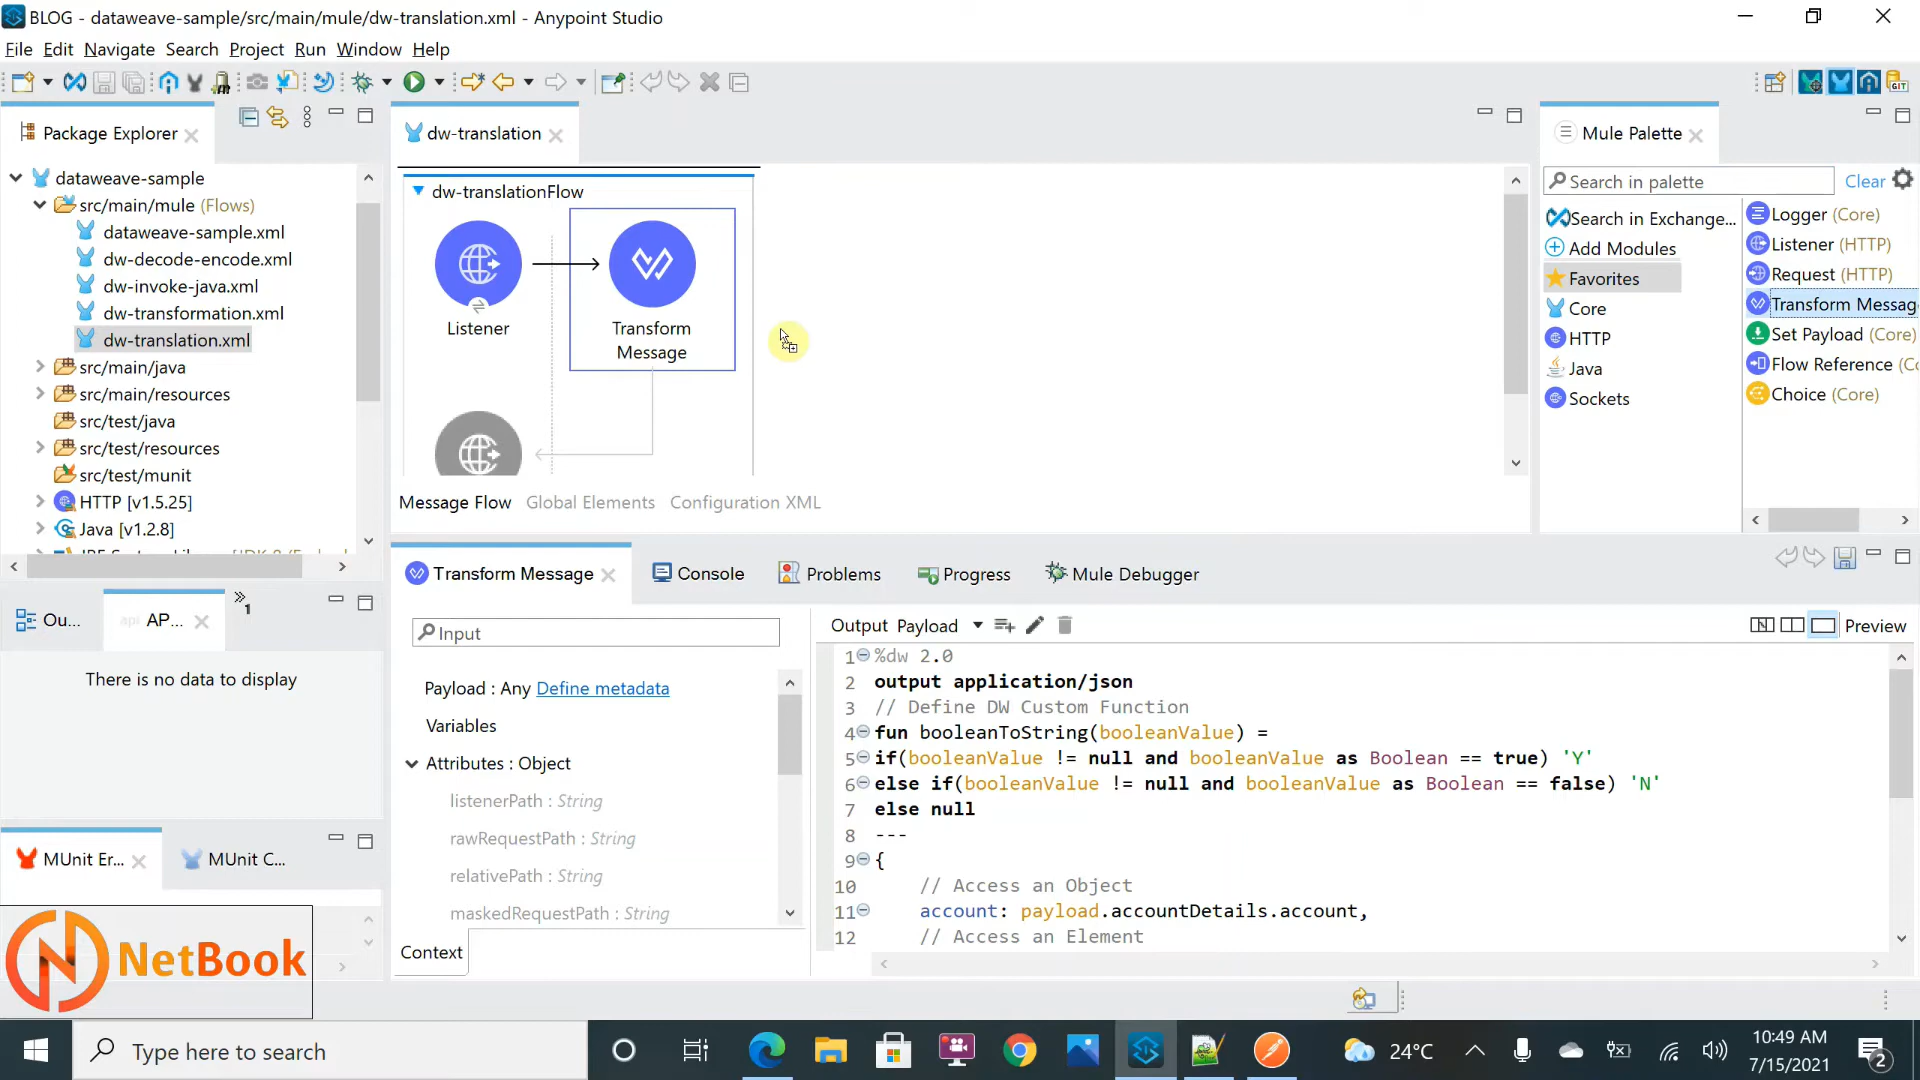 BLOG - dataweave-sample/src/main/mule/dw-translation.xml - Anypoint Studio
File Edit Navigate Search Project Run Window Help
Package Explorer
dataweave-sample
src/main/mule (Flows)
dataweave-sample.xml
dw-decode-encode.xml
dw-invoke-java.xml
dw-transformation.xml
dw-translation.xml
src/main/java
src/main/resources
src/test/java
src/test/resources
src/test/munit
HTTP [v1.5.25]
Java [v1.2.8]
dw-translation
dw-translationFlow
Listener
Transform
Message
Message Flow Global Elements Configuration XML
Mule Palette
Search in palette Clear
Search in Exchange...
Add Modules
Favorites
Core
HTTP
Java
Sockets
Logger (Core)
Listener (HTTP)
Request (HTTP)
Transform Messag
Set Payload (Core)
Flow Reference (Co
Choice (Core)
Ou... api AP... 1
There is no data to display
MUnit Er... MUnit C...
NetBook
Transform Message Console Problems Progress Mule Debugger
Input
Payload : Any Define metadata
Variables
Attributes : Object
listenerPath : String
rawRequestPath : String
relativePath : String
maskedRequestPath : String
Context
Output Payload Preview
1 %dw 2.0
2 output application/json
3 // Define DW Custom Function
4 fun booleanToString(booleanValue) =
5 if(booleanValue != null and booleanValue as Boolean == true) 'Y'
6 else if(booleanValue != null and booleanValue as Boolean == false) 'N'
7 else null
8 ---
9 {
10 // Access an Object
11 account: payload.accountDetails.account,
12 // Access an Element
Type here to search
24°C
10:49 AM
7/15/2021
2